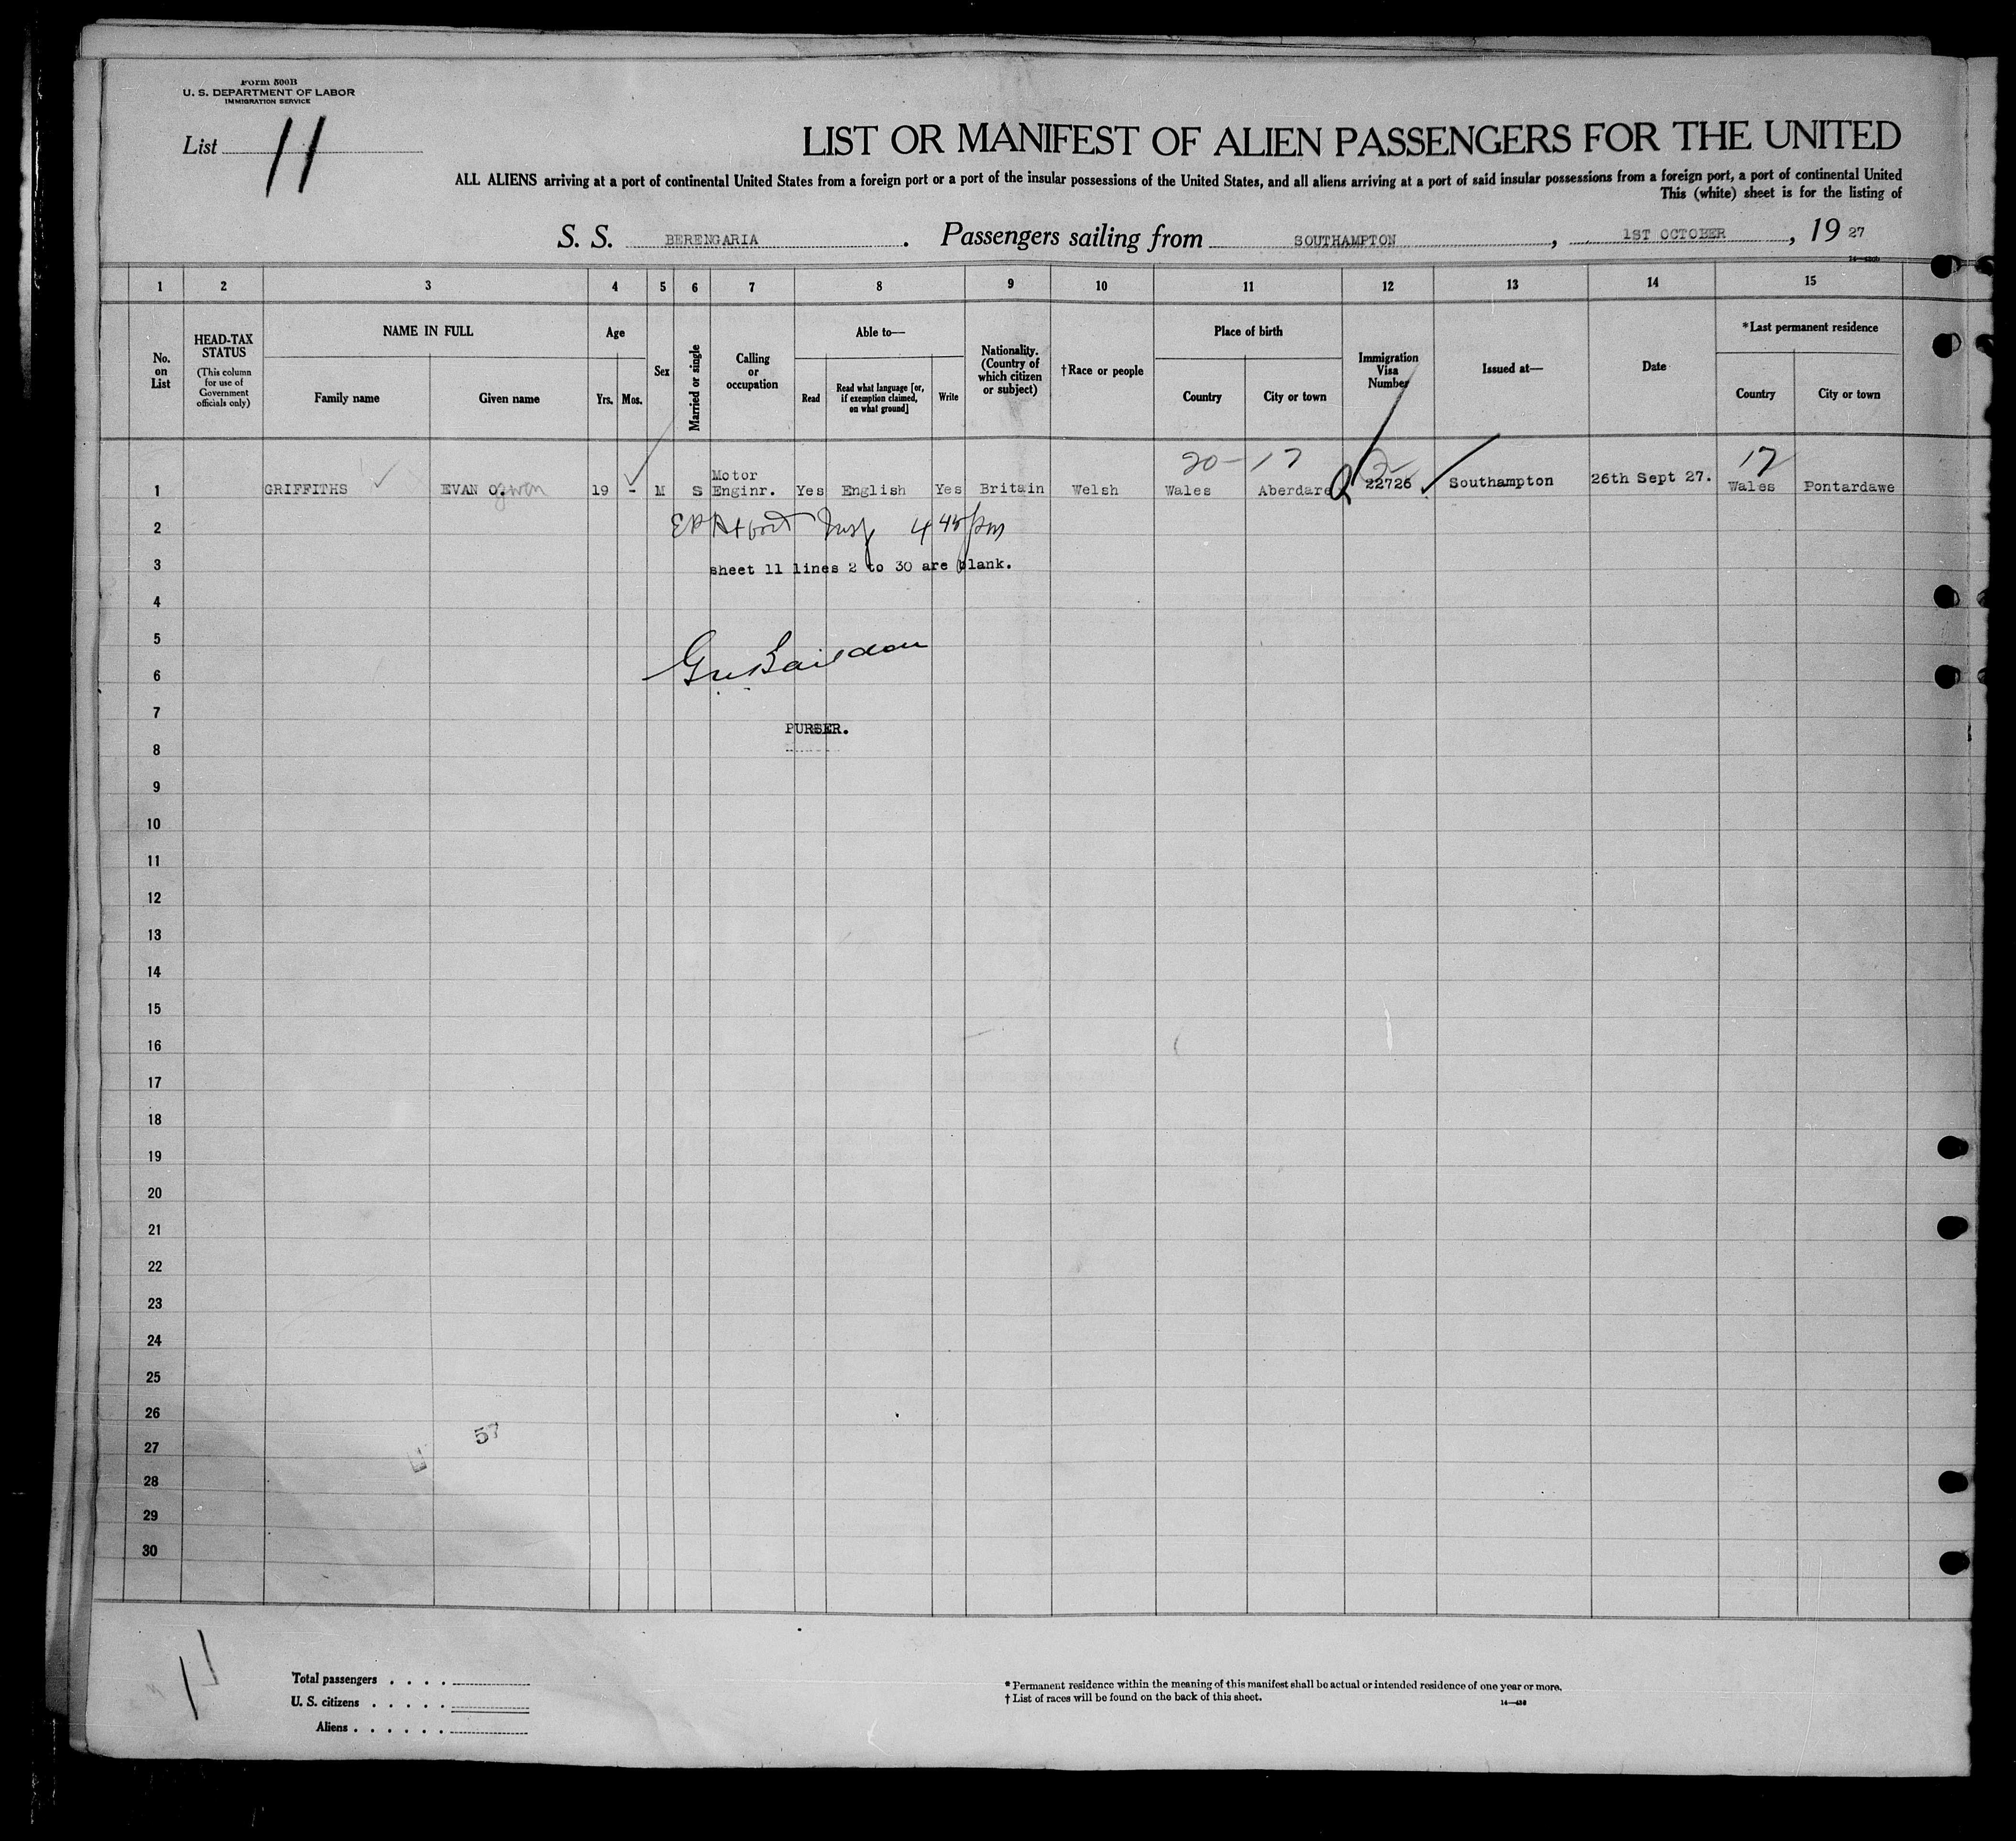 Form 500B
U. S. DEPARTMENT OF LABOR
IMMIGRATION SERVICE
List 11
LIST OR MANIFEST OF ALIEN PASSENGERS FOR THE UNITED
ALL ALIENS arriving at a port of continental United States from a foreign port or a port of the insular possessions of the United States, and all aliens arriving at a port of said insular possessions from a foreign port, a port of continental United
This (white) sheet is for the listing of
S. S. BERENGARIA. Passengers sailing from SOUTHAMPTON, 1ST OCTOBER, 19 27
1 2 3 4 5 6 7 8 9 10 11 12 13 14 15
No. on List
HEAD-TAX STATUS
(This column for use of Government officials only)
NAME IN FULL
Family name Given name
Age
Yrs. Mos.
Sex
Married or single
Calling or occupation
Able to—
Read
Read what language [or, if exemption claimed, on what ground]
Write
Nationality. (Country of which citizen or subject)
†Race or people
Place of birth
Country City or town
Immigration Visa Number
Issued at—
Date
*Last permanent residence
Country City or town
20-17 2 17
1 GRIFFITHS EVAN O. 19 - M S Motor Enginr. Yes English Yes Britain Welsh Wales Aberdare 22726 Southampton 26th Sept 27. Wales Pontardawe
2 4 45 pm
3 sheet 11 lines 2 to 30 are blank.
4
5
6
7
PURSER.
8
9
10
11
12
13
14
15
16
17
18
19
20
21
22
23
24
25
26
57
27
28
29
30
11
Total passengers . . . .
U. S. citizens . . . . .
Aliens . . . . . .
* Permanent residence within the meaning of this manifest shall be actual or intended residence of one year or more.
† List of races will be found on the back of this sheet.